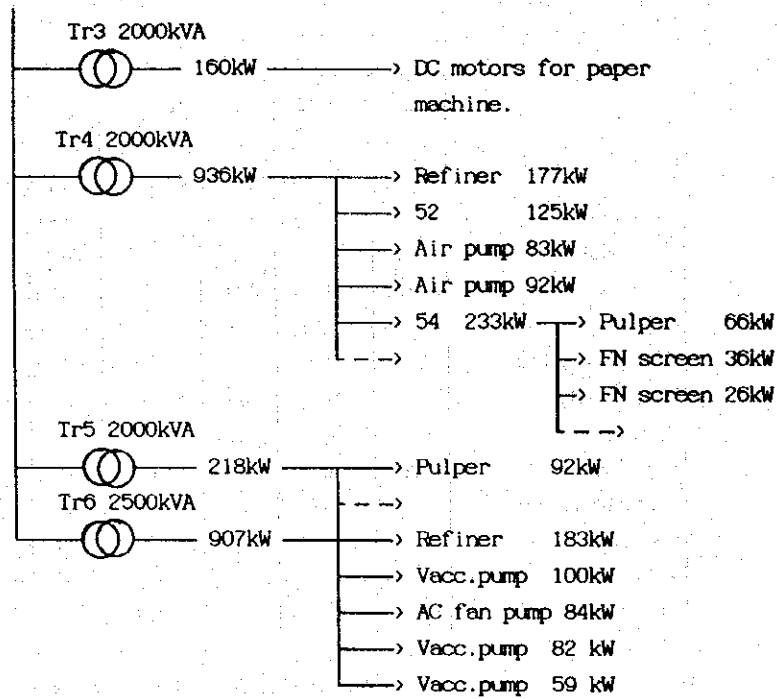 Tr3 2000kVA
160kW > DC motors for paper
machine.
Tr4 2000kVA
936kW > Refiner 177kW
> 52 125kW
> Air pump 83kW
> Air pump 92kW
> 54 233kW > Pulper 66kW
> > FN screen 36kW
> FN screen 26kW
>
Tr5 2000kVA
218kW > Pulper 92kW
>
Tr6 2500kVA
907kW > Refiner 183kW
> Vacc.pump 100kW
> AC fan pump 84kW
> Vacc.pump 82 kW
> Vacc.pump 59 kW